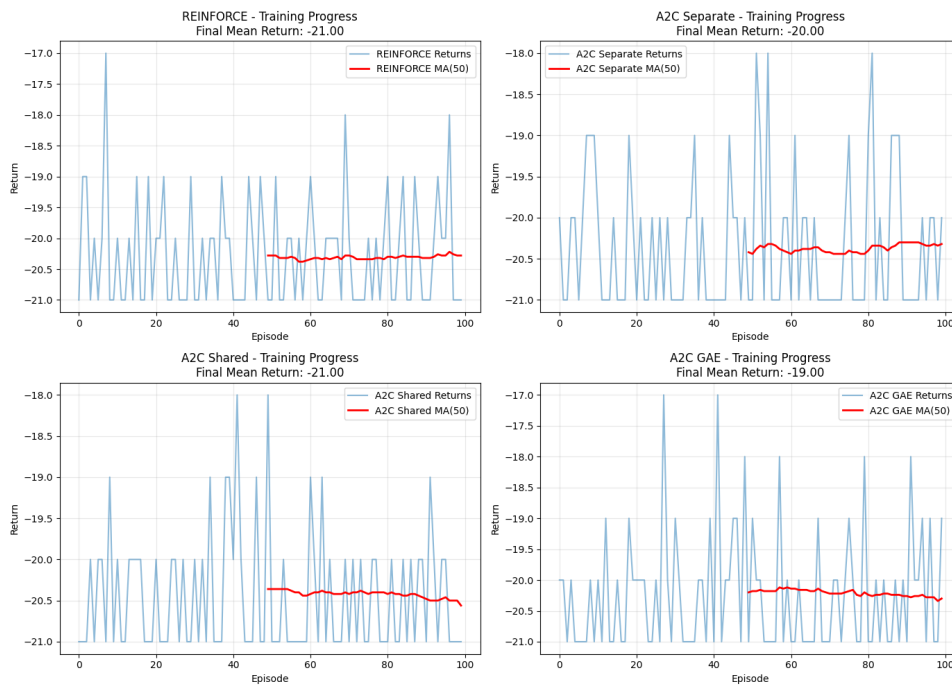 REINFORCE - Training Progress
Final Mean Return: -21.00
REINFORCE Returns
REINFORCE MA(50)
Return
−17.0
−17.5
−18.0
−18.5
−19.0
−19.5
−20.0
−20.5
−21.0
0
20
40
60
80
100
Episode
A2C Separate - Training Progress
Final Mean Return: -20.00
A2C Separate Returns
A2C Separate MA(50)
Return
−18.0
−18.5
−19.0
−19.5
−20.0
−20.5
−21.0
0
20
40
60
80
100
Episode
A2C Shared - Training Progress
Final Mean Return: -21.00
A2C Shared Returns
A2C Shared MA(50)
Return
−18.0
−18.5
−19.0
−19.5
−20.0
−20.5
−21.0
0
20
40
60
80
100
Episode
A2C GAE - Training Progress
Final Mean Return: -19.00
A2C GAE Returns
A2C GAE MA(50)
Return
−17.0
−17.5
−18.0
−18.5
−19.0
−19.5
−20.0
−20.5
−21.0
0
20
40
60
80
100
Episode